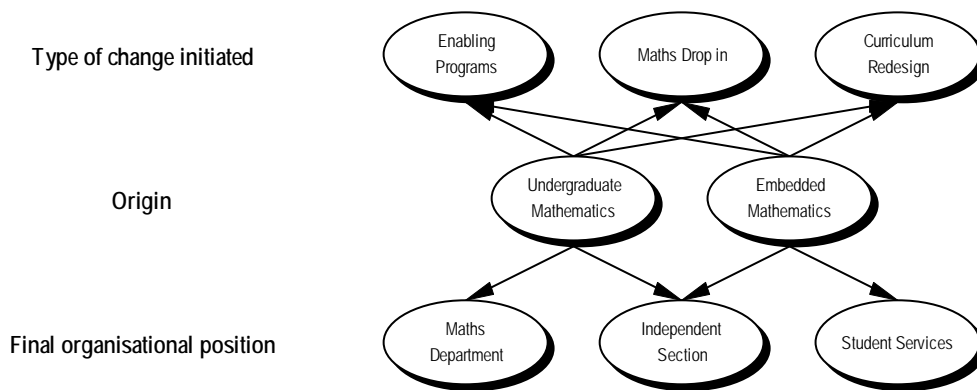 Type of change initiated
Enabling
Programs
Maths Drop in
Curriculum
Redesign
Origin
Undergraduate
Mathematics
Embedded
Mathematics
Final organisational position
Maths
Department
Independent
Section
Student Services